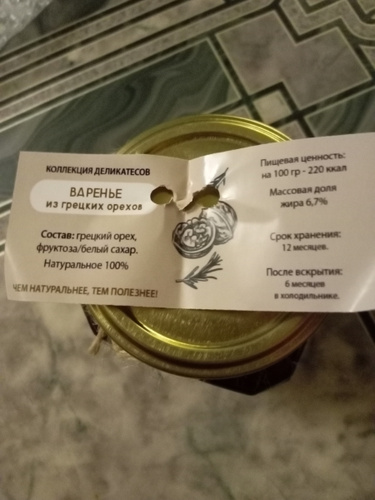 КОЛЛЕКЦИЯ ДЕЛИКАТЕСОВ
ВАРЕНЬЕ
из грецких орехов
Состав: грецкий орех,
фруктоза/белый сахар.
Натуральное 100%
ЧЕМ НАТУРАЛЬНЕЕ, ТЕМ ПОЛЕЗНЕЕ!
Пищевая ценность:
на 100 гр - 220 ккал
Массовая доля
жира 6,7%
Срок хранения:
12 месяцев.
После вскрытия:
6 месяцев
в холодильнике.